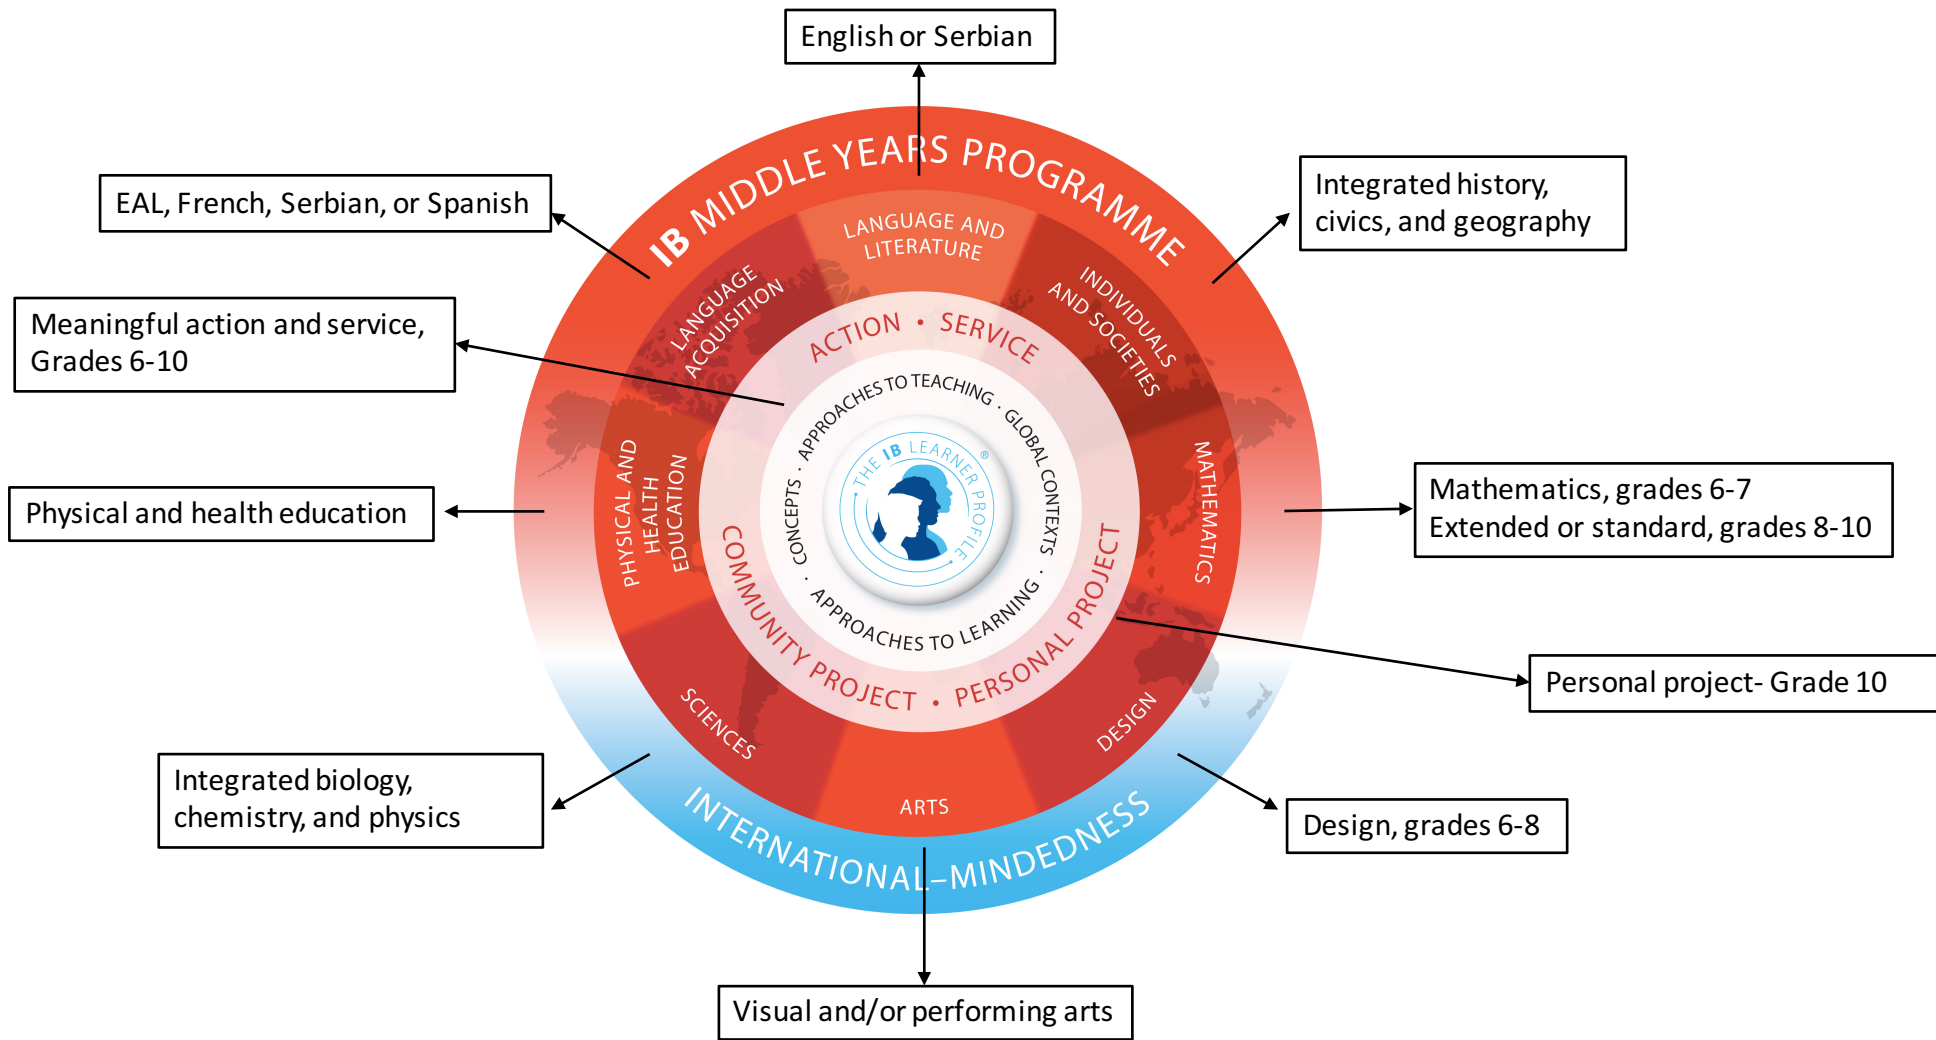 English or Serbian
IB MIDDLE YEARS PROGRAMME
EAL, French, Serbian, or Spanish
Integrated history,
civics, and geography
LANGUAGE AND
LITERATURE
LANGUAGE
ACQUISITION
INDIVIDUALS
AND SOCIETIES
Meaningful action and service,
Grades 6-10
ACTION • SERVICE
APPROACHES TO TEACHING · GLOBAL CONTEXTS ·
APPROACHES TO LEARNING · CONCEPTS ·
THE IB LEARNER PROFILE ®
PHYSICAL AND
HEALTH
EDUCATION
MATHEMATICS
Physical and health education
Mathematics, grades 6-7
Extended or standard, grades 8-10
COMMUNITY PROJECT • PERSONAL PROJECT
Personal project- Grade 10
SCIENCES
DESIGN
ARTS
Integrated biology,
chemistry, and physics
Design, grades 6-8
INTERNATIONAL–MINDEDNESS
Visual and/or performing arts